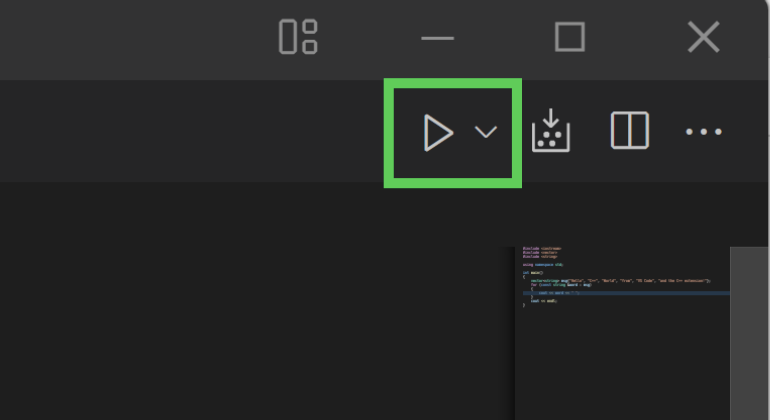 #include <iostream>
#include <vector>
#include <string>
using namespace std;
int main()
{
vector<string> msg{"Hello", "C++", "World", "from", "VS Code", "and the C++ extension!"};
for (const string& word : msg)
{
cout << word << " ";
}
cout << endl;
}